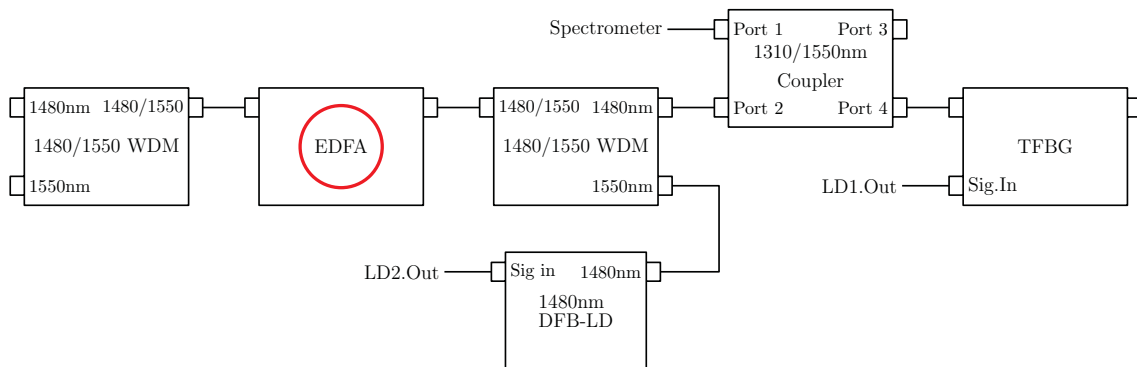 Spectrometer
Port 1
Port 3
1310/1550nm
Coupler
Port 2
Port 4
1480nm
1480/1550
1480/1550 WDM
1550nm
EDFA
1480/1550
1480nm
1480/1550 WDM
1550nm
TFBG
LD1.Out
Sig.In
LD2.Out
Sig in
1480nm
1480nm
DFB-LD